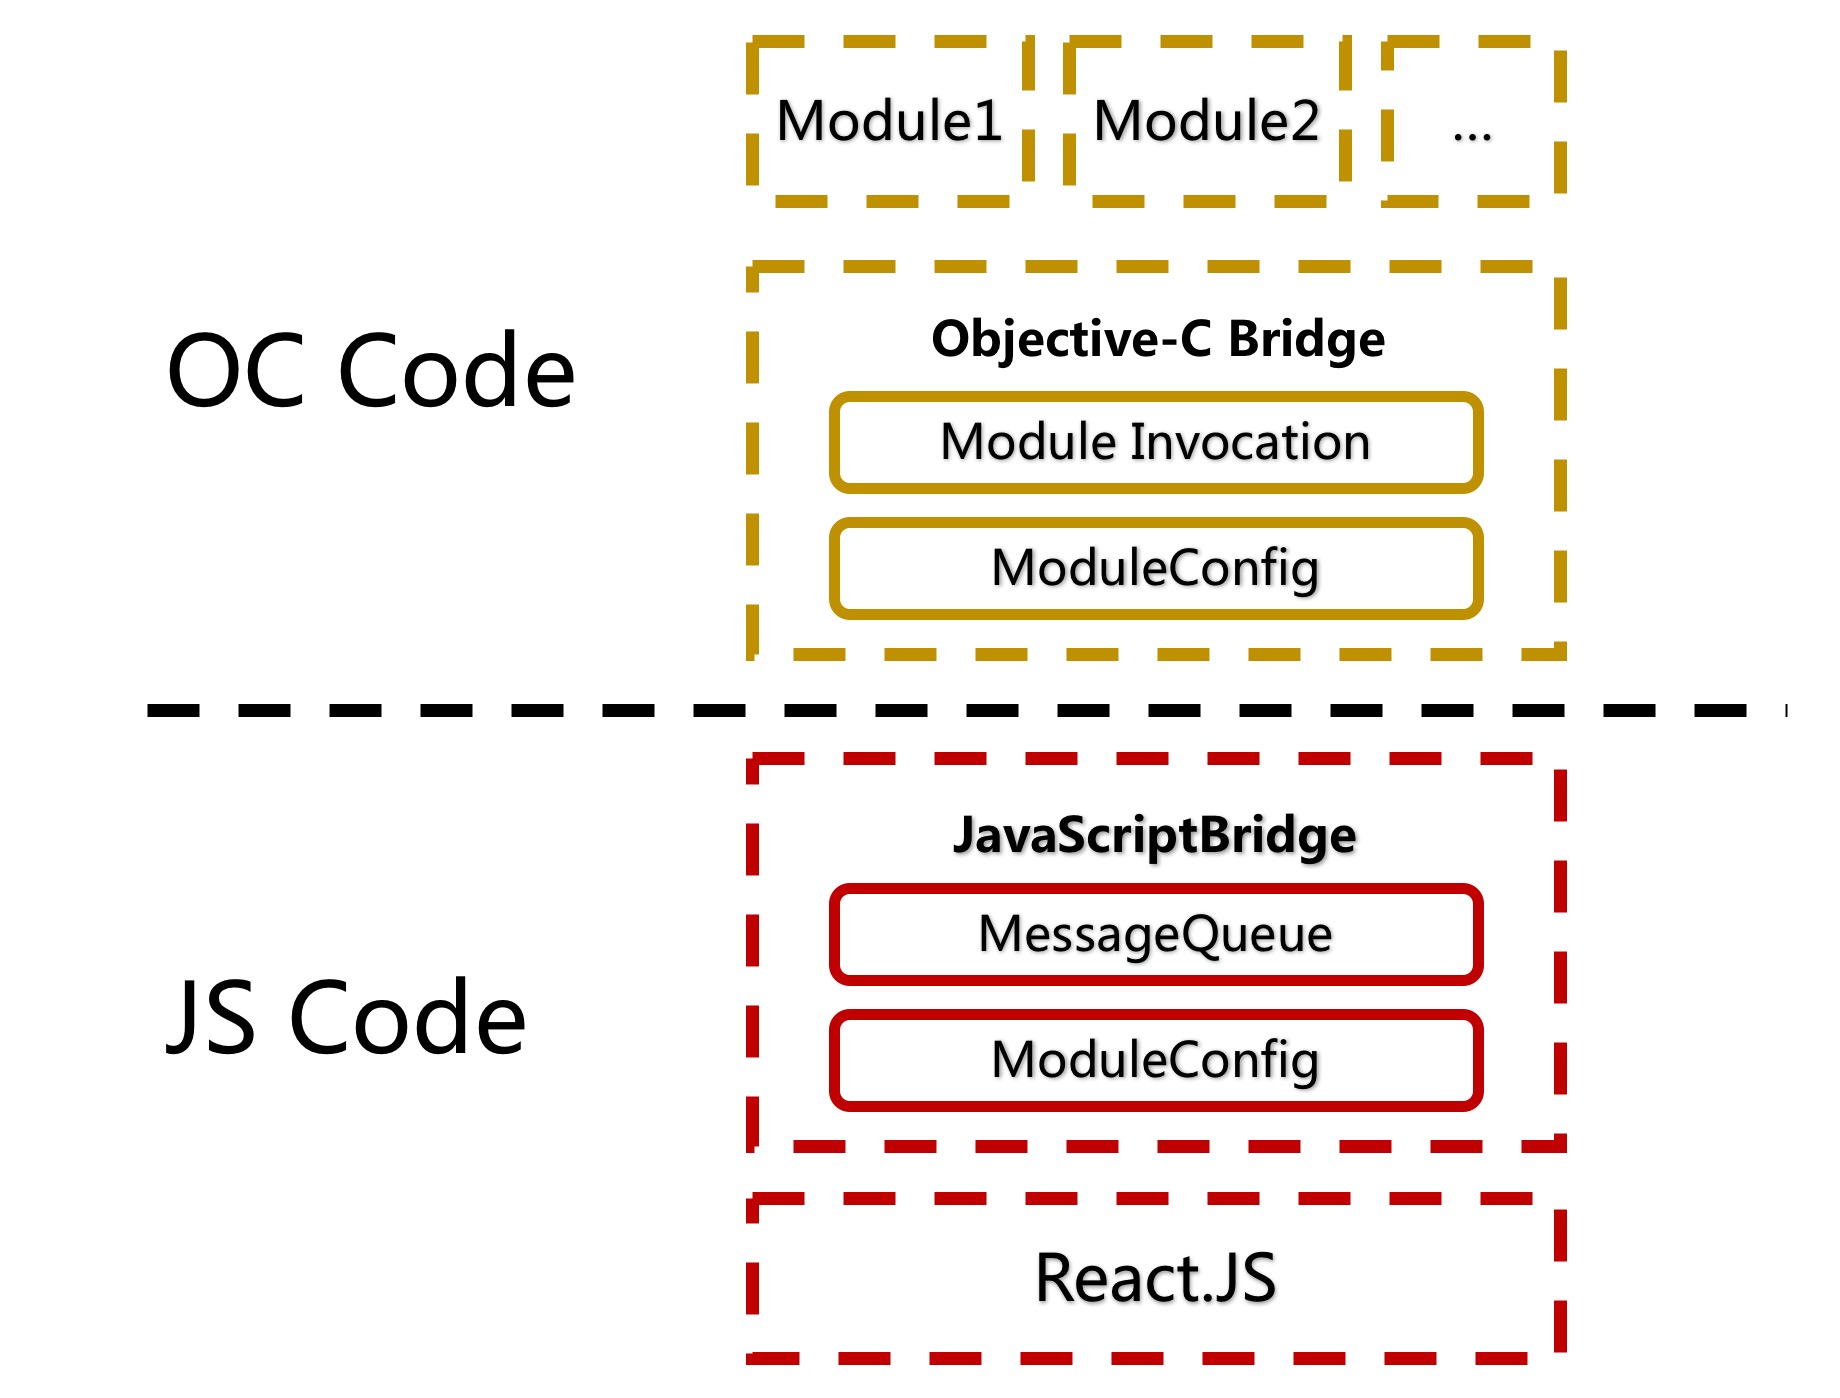 Module1
Module2
...
OC Code
Objective-C Bridge
Module Invocation
ModuleConfig
JS Code
JavaScriptBridge
MessageQueue
ModuleConfig
React.JS